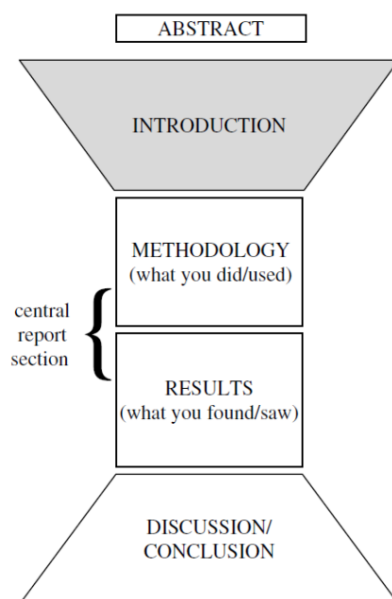 ABSTRACT
INTRODUCTION
METHODOLOGY
(what you did/used)
central
report
section
RESULTS
(what you found/saw)
DISCUSSION/
CONCLUSION